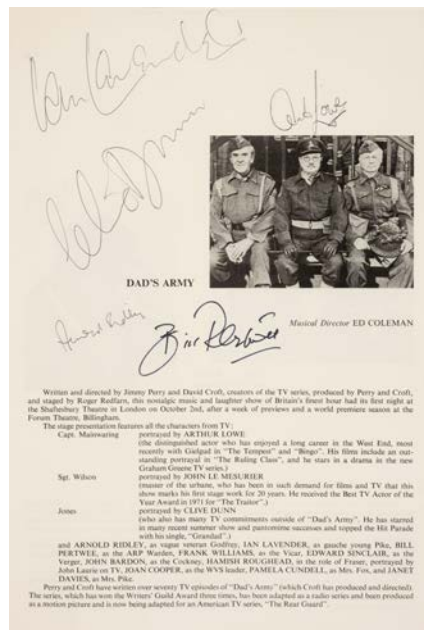 Ian Lavender
Arthur Lowe
Clive Dunn
DAD'S ARMY
Arnold Ridley
Bill Pertwee
Musical Director ED COLEMAN
Written and directed by Jimmy Perry and David Croft, creators of the TV series, produced by Perry and Croft,
and staged by Roger Redfarn, this nostalgic music and laughter show of Britain's finest hour had its first night at
the Shaftesbury Theatre in London on October 2nd, after a week of previews and a world premiere season at the
Forum Theatre, Billingham.
The stage presentation features all the characters from TV:
Capt. Mainwaring portrayed by ARTHUR LOWE
(the distinguished actor who has enjoyed a long career in the West End, most
recently with Gielgud in "The Tempest" and "Bingo". His films include an out-
standing portrayal in "The Ruling Class", and he stars in a drama in the new
Graham Greene TV series.)
Sgt. Wilson portrayed by JOHN LE MESURIER
(master of the urbane, who has been in such demand for films and TV that this
show marks his first stage work for 20 years. He received the Best TV Actor of the
Year Award in 1971 for "The Traitor".)
Jones portrayed by CLIVE DUNN
(who also has many TV commitments outside of "Dad's Army". He has starred
in many recent summer show and pantomime successes and topped the Hit Parade
with his single, "Grandad".)
and ARNOLD RIDLEY, as vague veteran Godfrey, IAN LAVENDER, as gauche young Pike, BILL
PERTWEE, as the ARP Warden, FRANK WILLIAMS, as the Vicar, EDWARD SINCLAIR, as the
Verger, JOHN BARDON, as the Cockney, HAMISH ROUGHEAD, in the role of Fraser, portrayed by
John Laurie on TV, JOAN COOPER, as the WVS leader, PAMELA CUNDELL, as Mrs. Fox, and JANET
DAVIES, as Mrs. Pike.
Perry and Croft have written over seventy TV episodes of "Dad's Army" (which Croft has produced and directed).
The series, which has won the Writers' Guild Award three times, has been adapted as a radio series and been produced
as a motion picture and is now being adapted for an American TV series, "The Rear Guard".